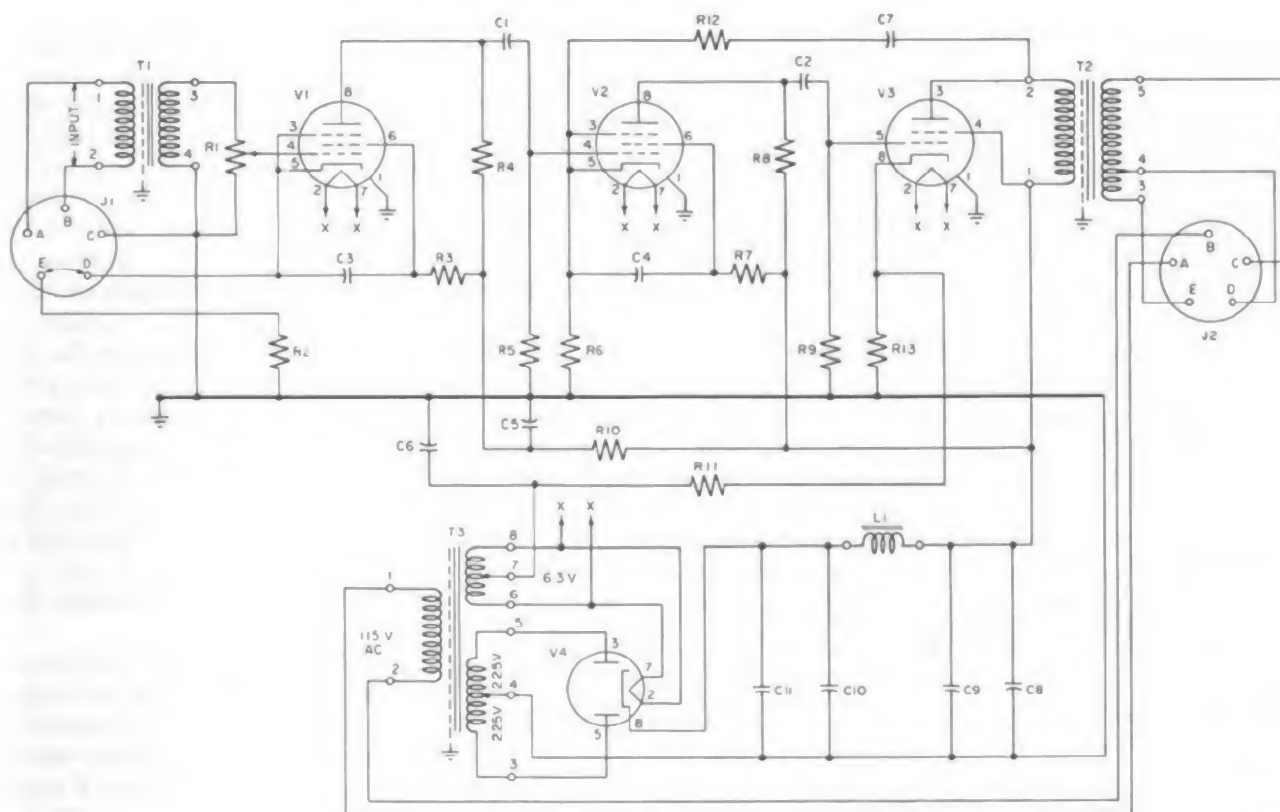 C1
R12
C7
T1
3
1
INPUT
2
4
R1
V1
8
3
4
5
6
2
7
1
X X
R4
V2
8
3
4
5
6
2
7
1
X X
C2
R8
V3
3
5
8
4
2
7
1
X X
2
1
T2
5
4
3
J1
A
B
C
E
D
C3
R3
C4
R7
R2
R5
R6
R9
R13
J2
A
B
C
E
D
C6
C5
R10
R11
X X
T3
8
7
6
6.3 V
1
115 V
AC
2
5
225V
4
225V
3
V4
3
7
2
8
5
L1
C11
C10
C9
C8